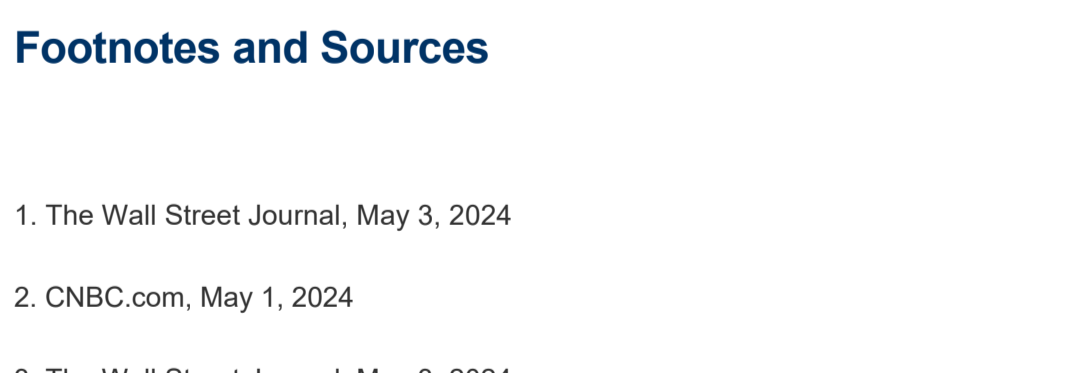 Footnotes and Sources
1. The Wall Street Journal, May 3, 2024
2. CNBC.com, May 1, 2024